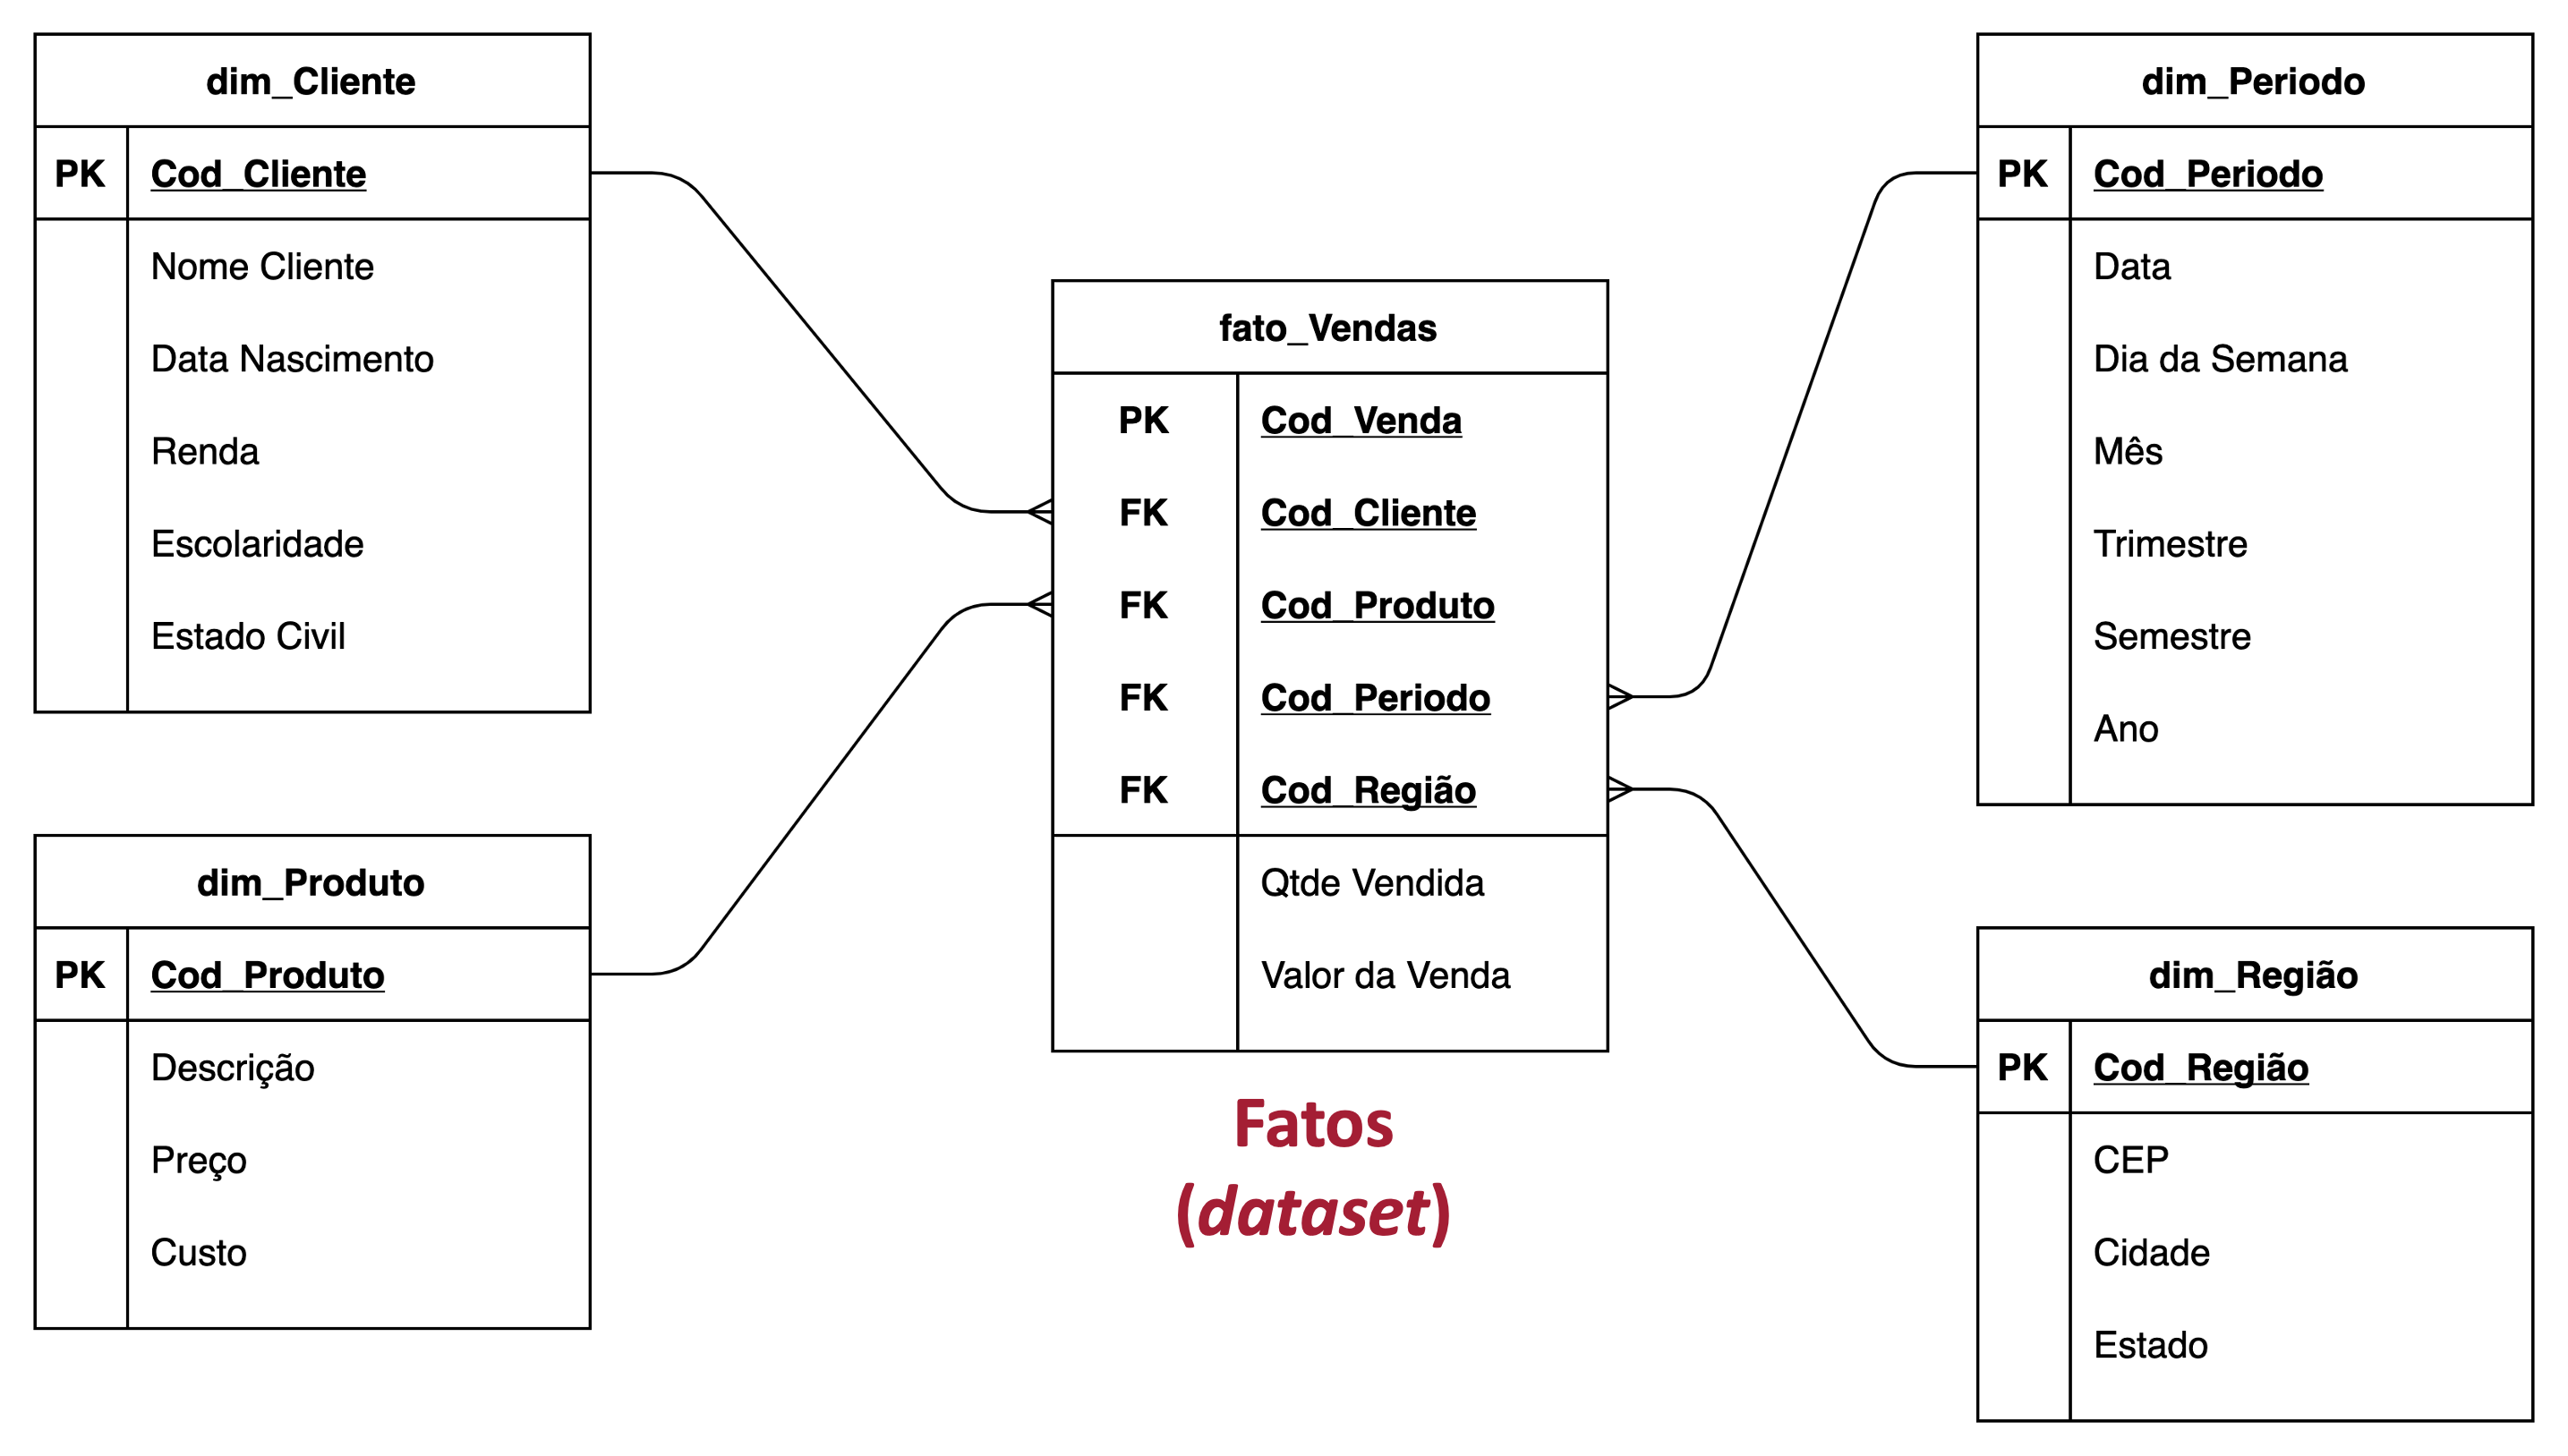 dim_Cliente
PK Cod_Cliente
Nome Cliente
Data Nascimento
Renda
Escolaridade
Estado Civil
dim_Produto
PK Cod_Produto
Descrição
Preço
Custo
fato_Vendas
PK Cod_Venda
FK Cod_Cliente
FK Cod_Produto
FK Cod_Periodo
FK Cod_Região
Qtde Vendida
Valor da Venda
Fatos
(dataset)
dim_Periodo
PK Cod_Periodo
Data
Dia da Semana
Mês
Trimestre
Semestre
Ano
dim_Região
PK Cod_Região
CEP
Cidade
Estado